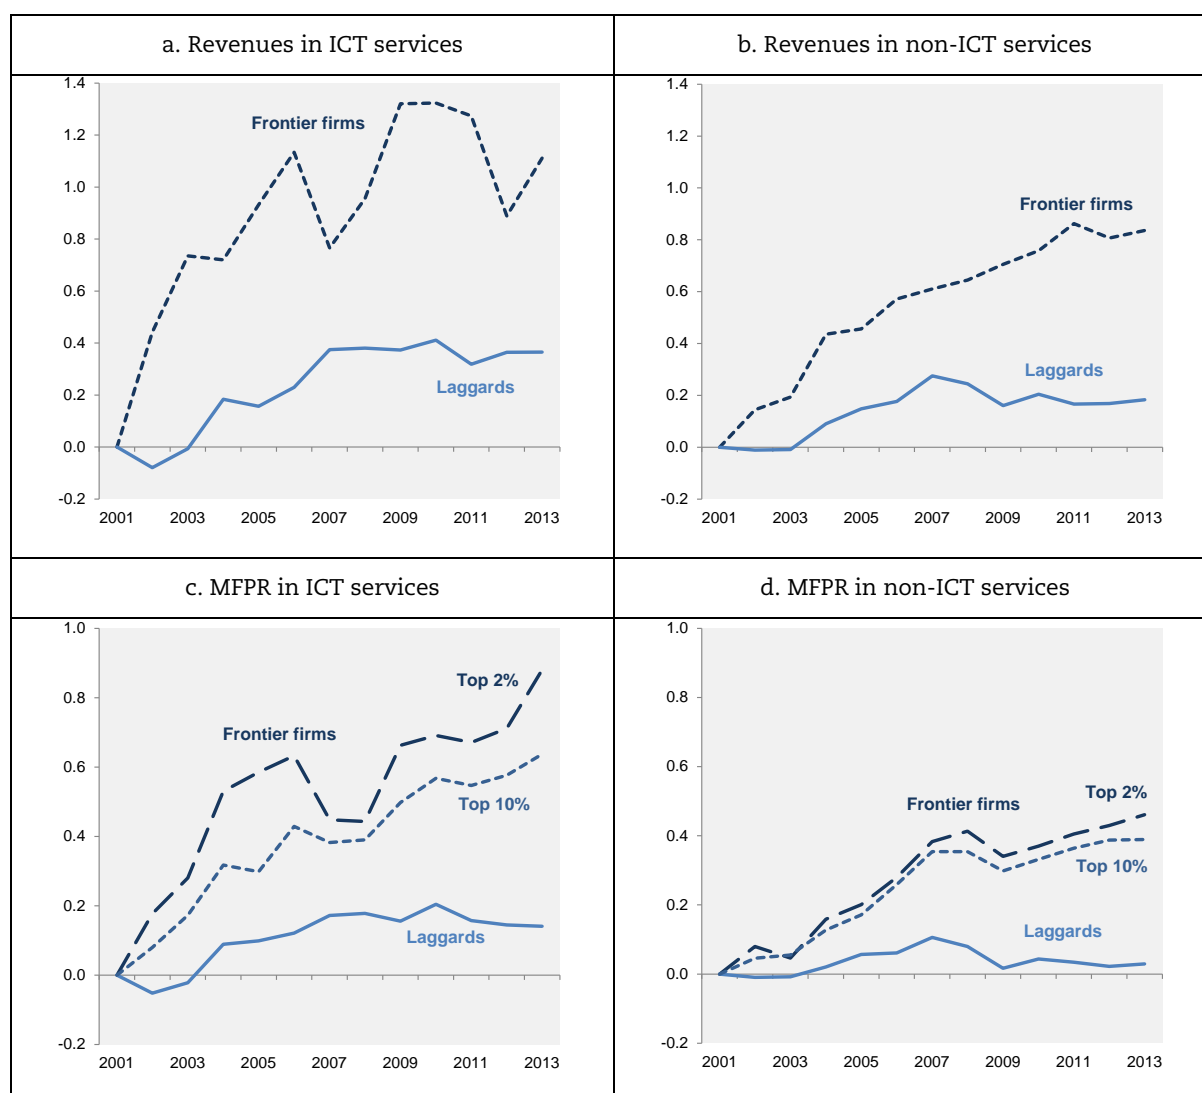 a. Revenues in ICT services
b. Revenues in non-ICT services
1.4
1.2
1.0
0.8
0.6
0.4
0.2
0.0
-0.2
Frontier firms
Laggards
2001 2003 2005 2007 2009 2011 2013
1.4
1.2
1.0
0.8
0.6
0.4
0.2
0.0
-0.2
Frontier firms
Laggards
2001 2003 2005 2007 2009 2011 2013
c. MFPR in ICT services
d. MFPR in non-ICT services
1.0
0.8
0.6
0.4
0.2
0.0
-0.2
Top 2%
Frontier firms
Top 10%
Laggards
2001 2003 2005 2007 2009 2011 2013
1.0
0.8
0.6
0.4
0.2
0.0
-0.2
Top 2%
Frontier firms
Top 10%
Laggards
2001 2003 2005 2007 2009 2011 2013